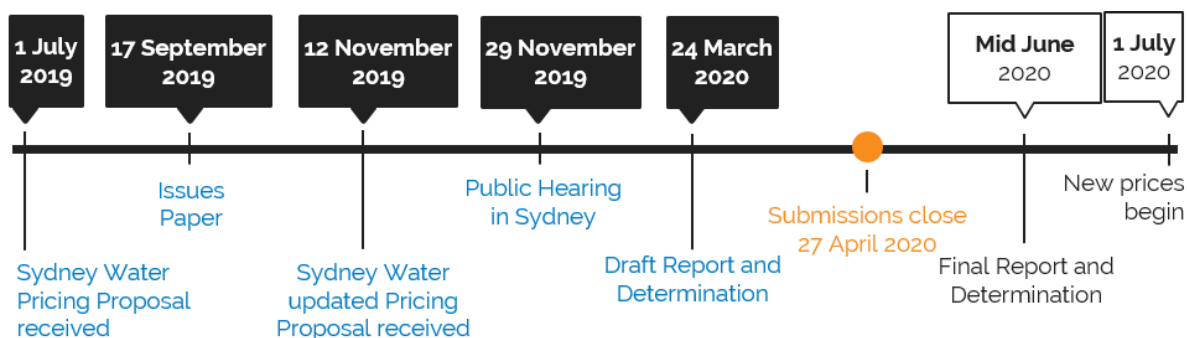 1 July
2019
17 September
2019
12 November
2019
29 November
2019
24 March
2020
Mid June
2020
1 July
2020
Issues
Paper
Public Hearing
in Sydney
Submissions close
27 April 2020
New prices
begin
Sydney Water
Pricing Proposal
received
Sydney Water
updated Pricing
Proposal received
Draft Report and
Determination
Final Report and
Determination